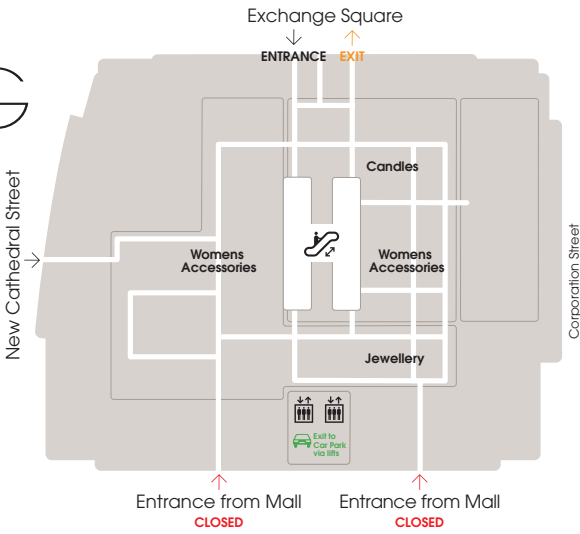 Exchange Square
ENTRANCE EXIT
G
New Cathedral Street
Candles
Womens
Accessories
Womens
Accessories
Corporation Street
Jewellery
Exit to
Car Park
via lifts
Entrance from Mall
CLOSED
Entrance from Mall
CLOSED